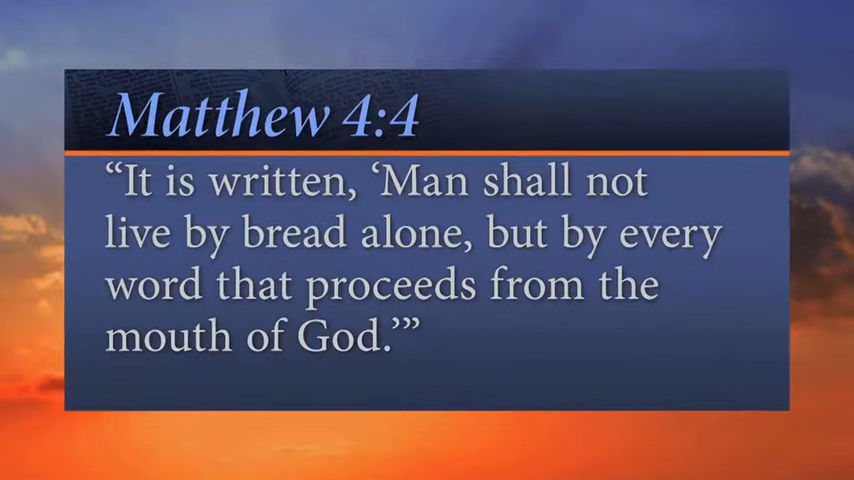 Matthew 4:4
“It is written, ‘Man shall not
live by bread alone, but by every
word that proceeds from the
mouth of God.’”